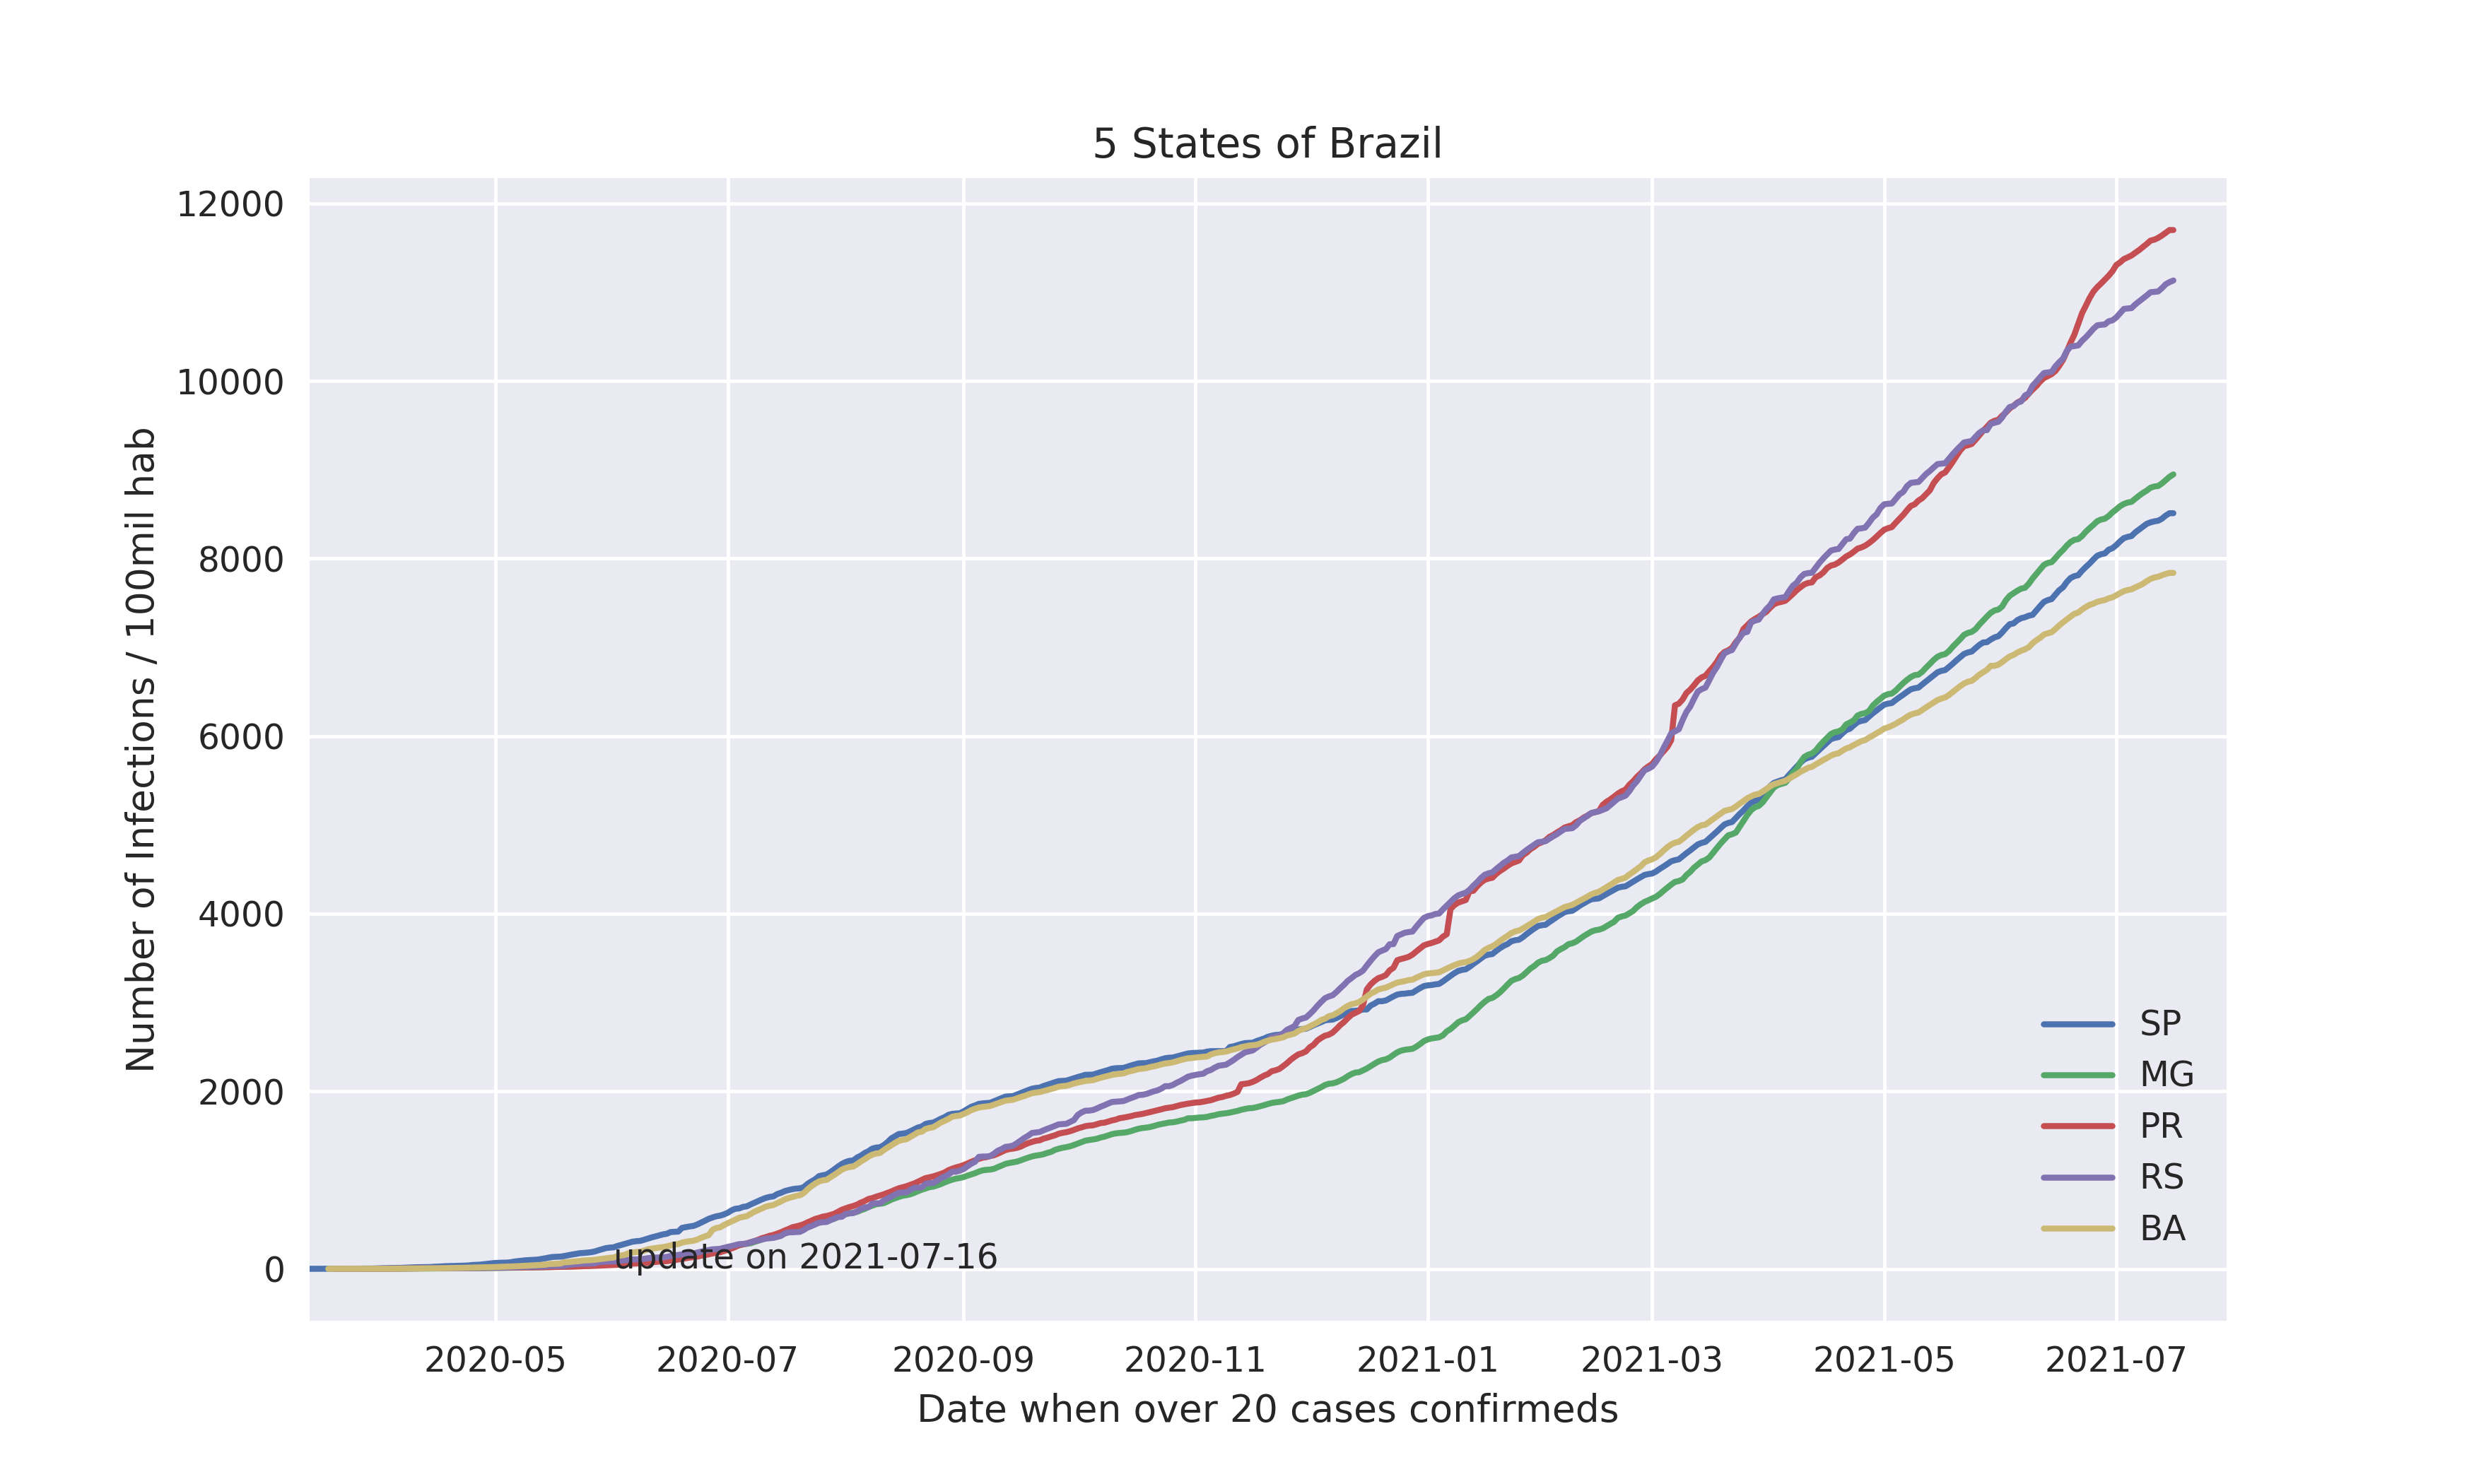 5 States of Brazil
Number of Infections / 100mil hab
12000
10000
8000
6000
4000
2000
0
SP
MG
PR
RS
BA
update on 2021-07-16
2020-05 2020-07 2020-09 2020-11 2021-01 2021-03 2021-05 2021-07
Date when over 20 cases confirmeds